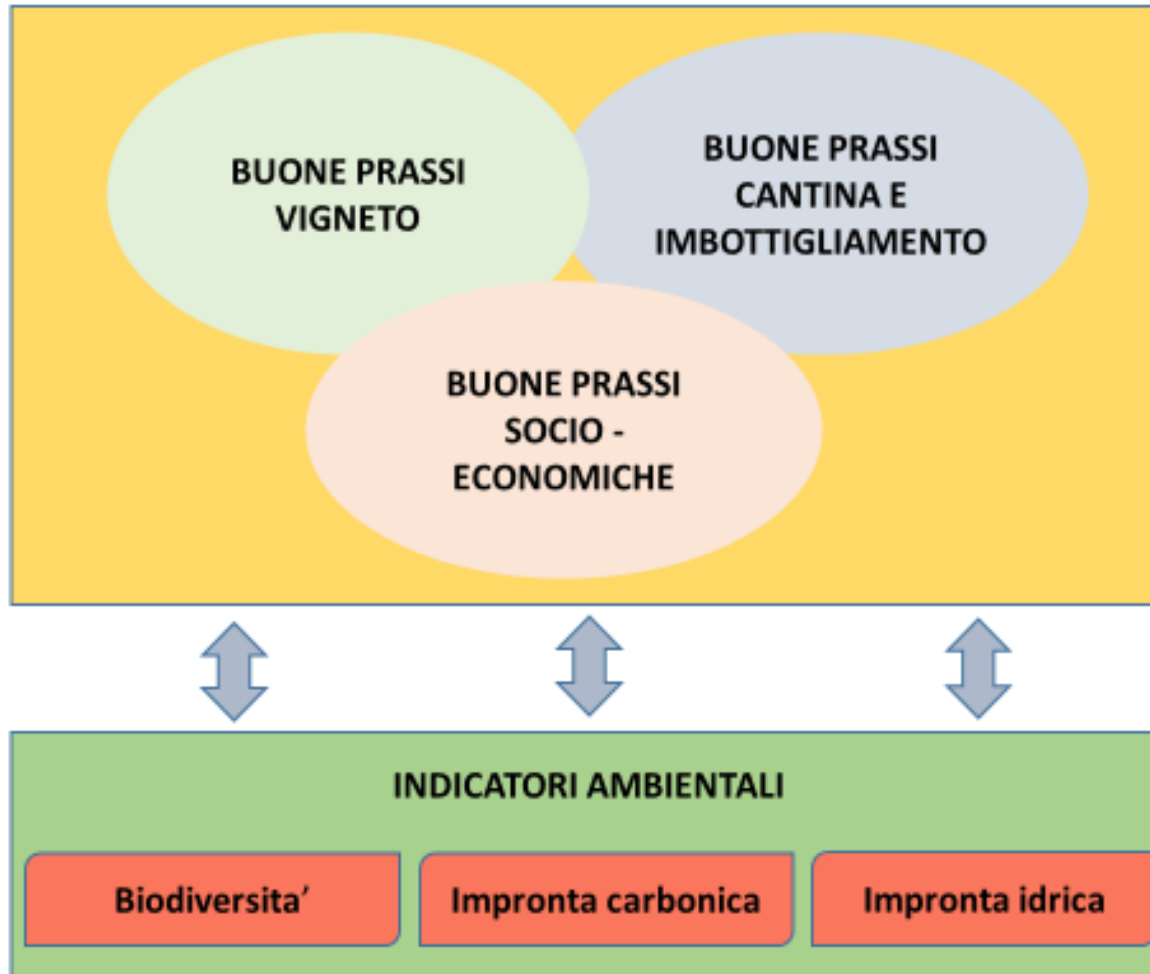 BUONE PRASSI
VIGNETO
BUONE PRASSI
CANTINA E
IMBOTTIGLIAMENTO
BUONE PRASSI
SOCIO -
ECONOMICHE
INDICATORI AMBIENTALI
Biodiversita’
Impronta carbonica
Impronta idrica